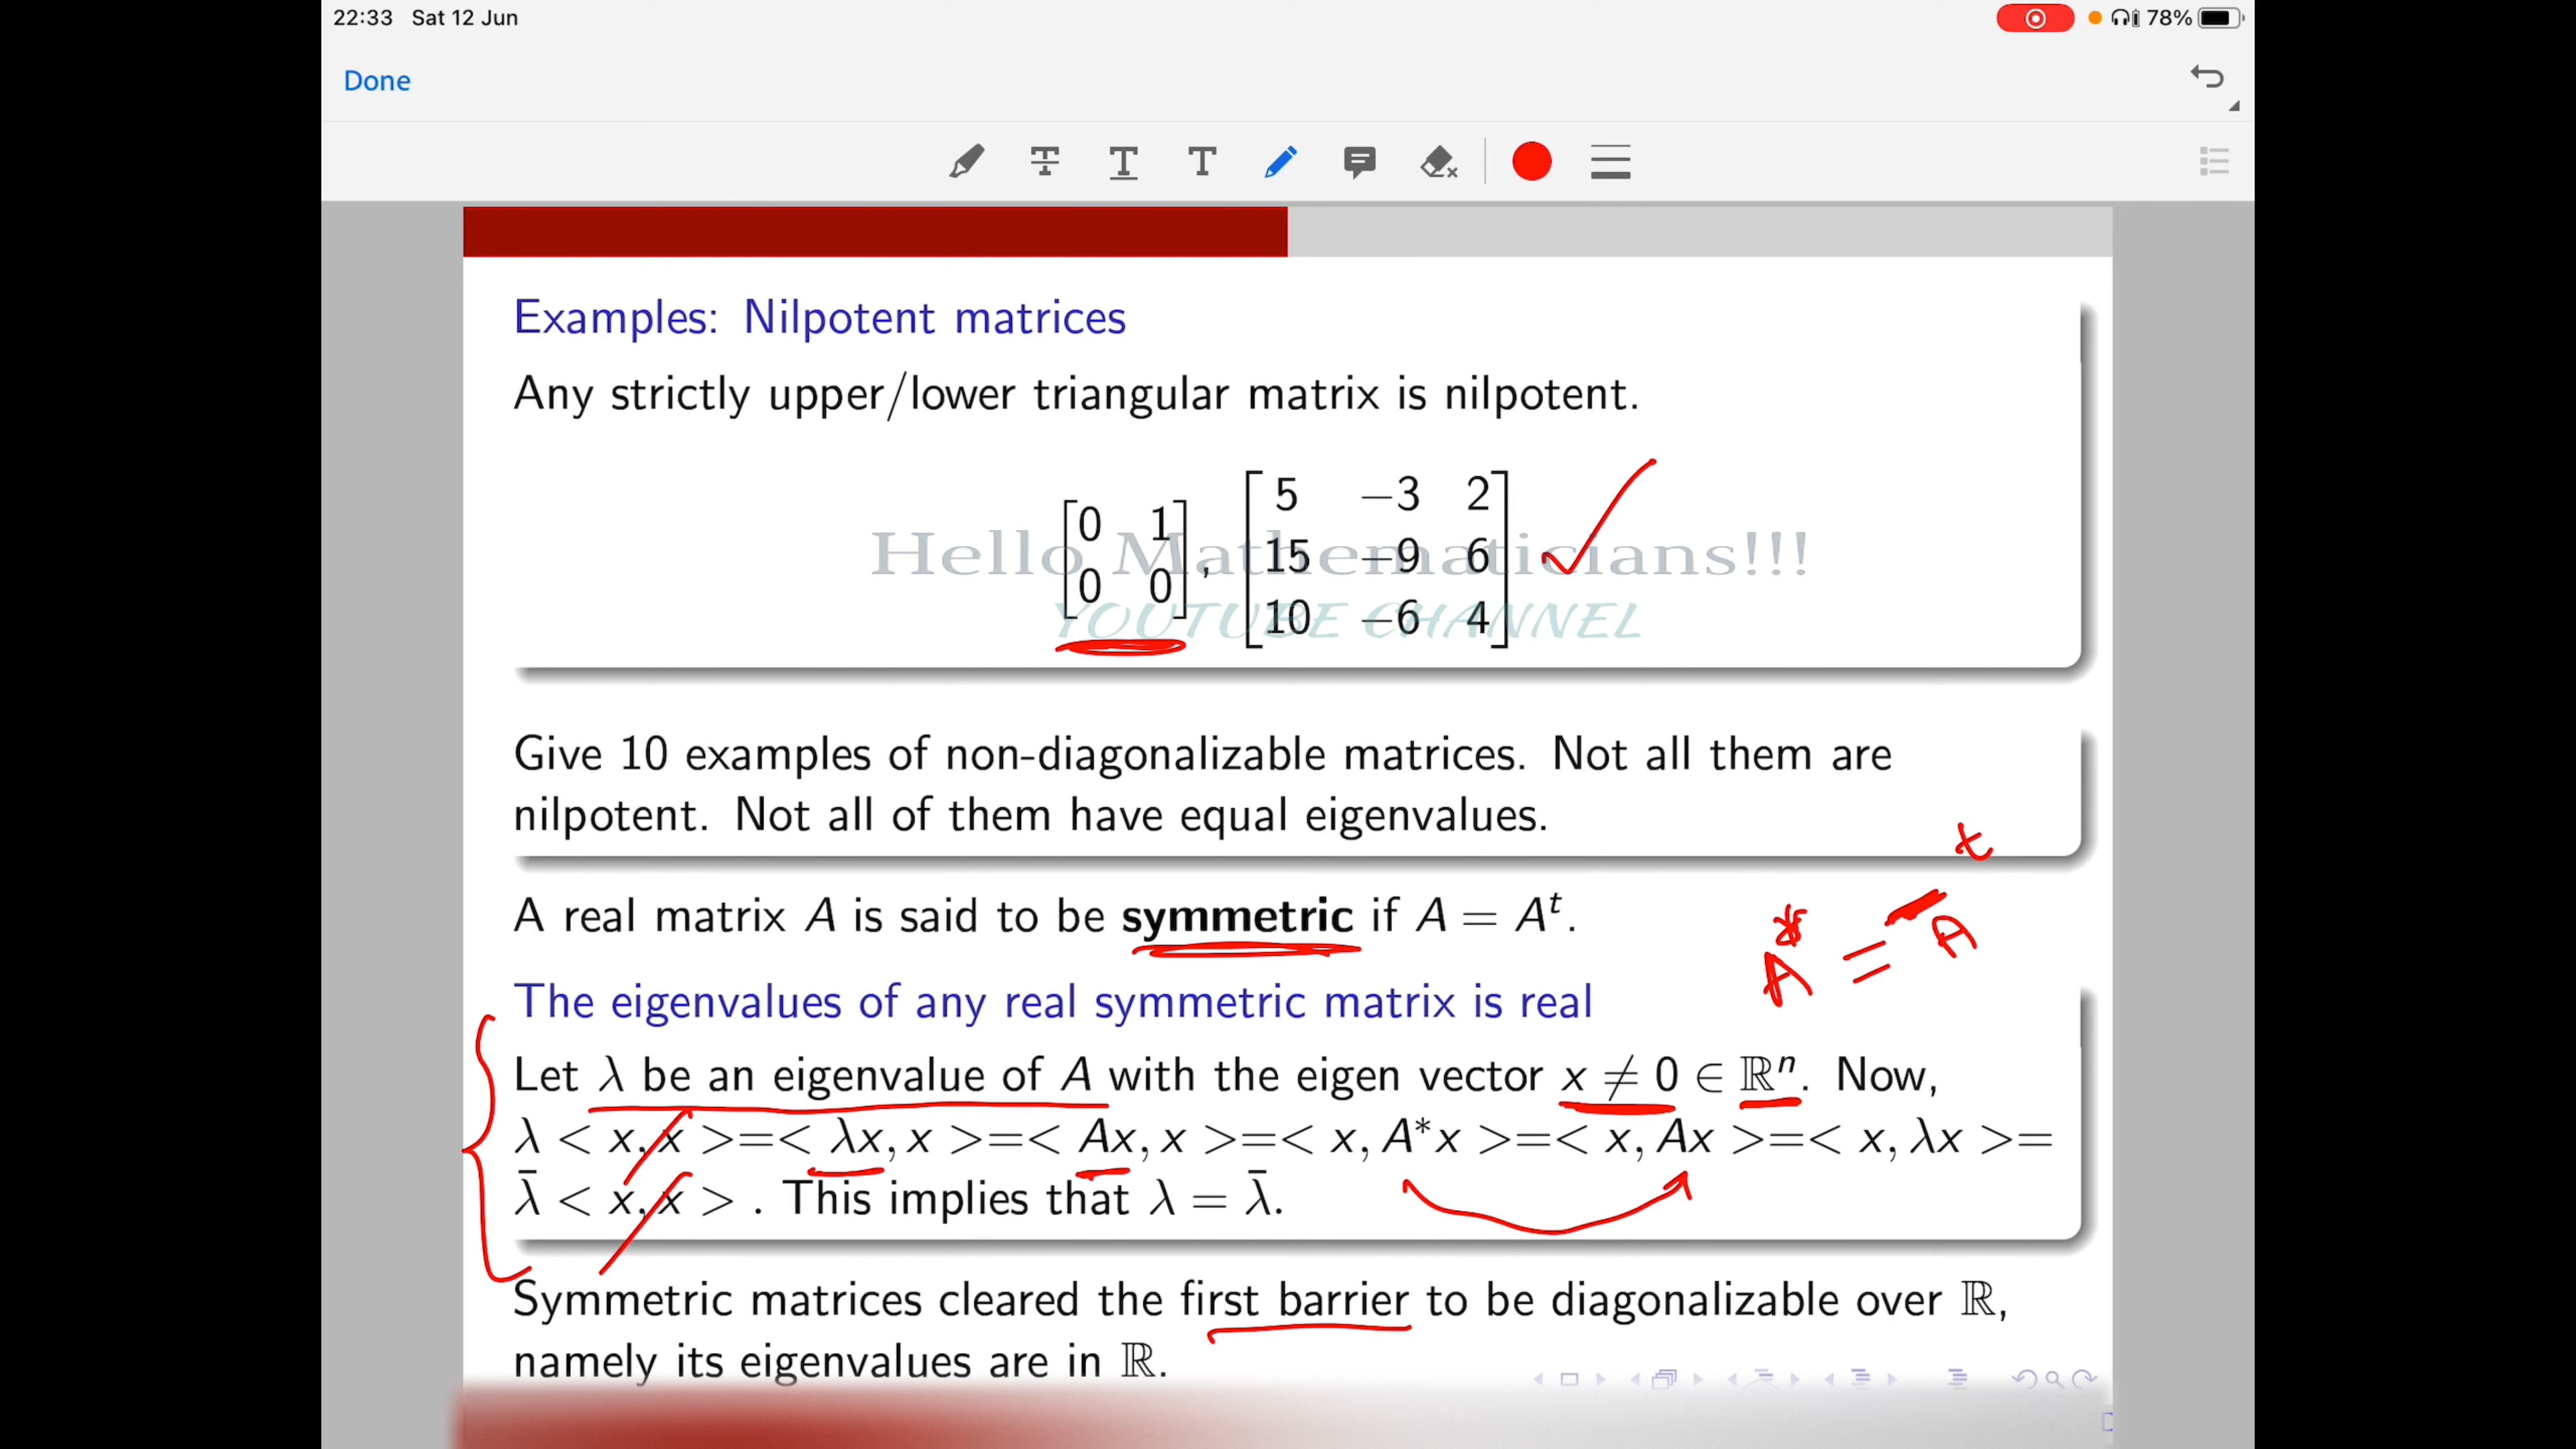 22:33 Sat 12 Jun
78%
Done
Examples: Nilpotent matrices
Any strictly upper/lower triangular matrix is nilpotent.
[0 1
0 0], [5 −3 2
15 −9 6
10 −6 4]
Hello Mathematicians!!!
YOUTUBE CHANNEL
Give 10 examples of non-diagonalizable matrices. Not all them are
nilpotent. Not all of them have equal eigenvalues.
A real matrix A is said to be symmetric if A = Aᵗ.
A* = A̅ ᵗ
The eigenvalues of any real symmetric matrix is real
Let λ be an eigenvalue of A with the eigen vector x ≠ 0 ∈ ℝⁿ. Now,
λ < x, x >=< λx, x >=< Ax, x >=< x, A*x >=< x, Ax >=< x, λx >=
λ̄ < x, x > . This implies that λ = λ̄.
Symmetric matrices cleared the first barrier to be diagonalizable over ℝ,
namely its eigenvalues are in ℝ.